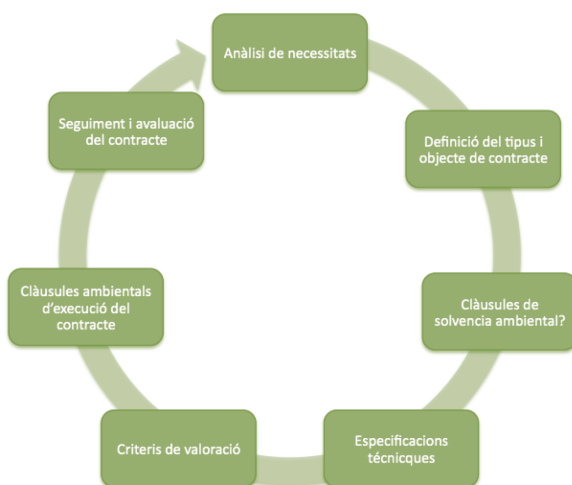 Anàlisi de necessitats
Definició del tipus i
objecte de contracte
Clàusules de
solvencia ambiental?
Especificacions
técnicques
Criteris de valoració
Clàusules ambientals
d'execució del
contracte
Seguiment i avaluació
del contracte